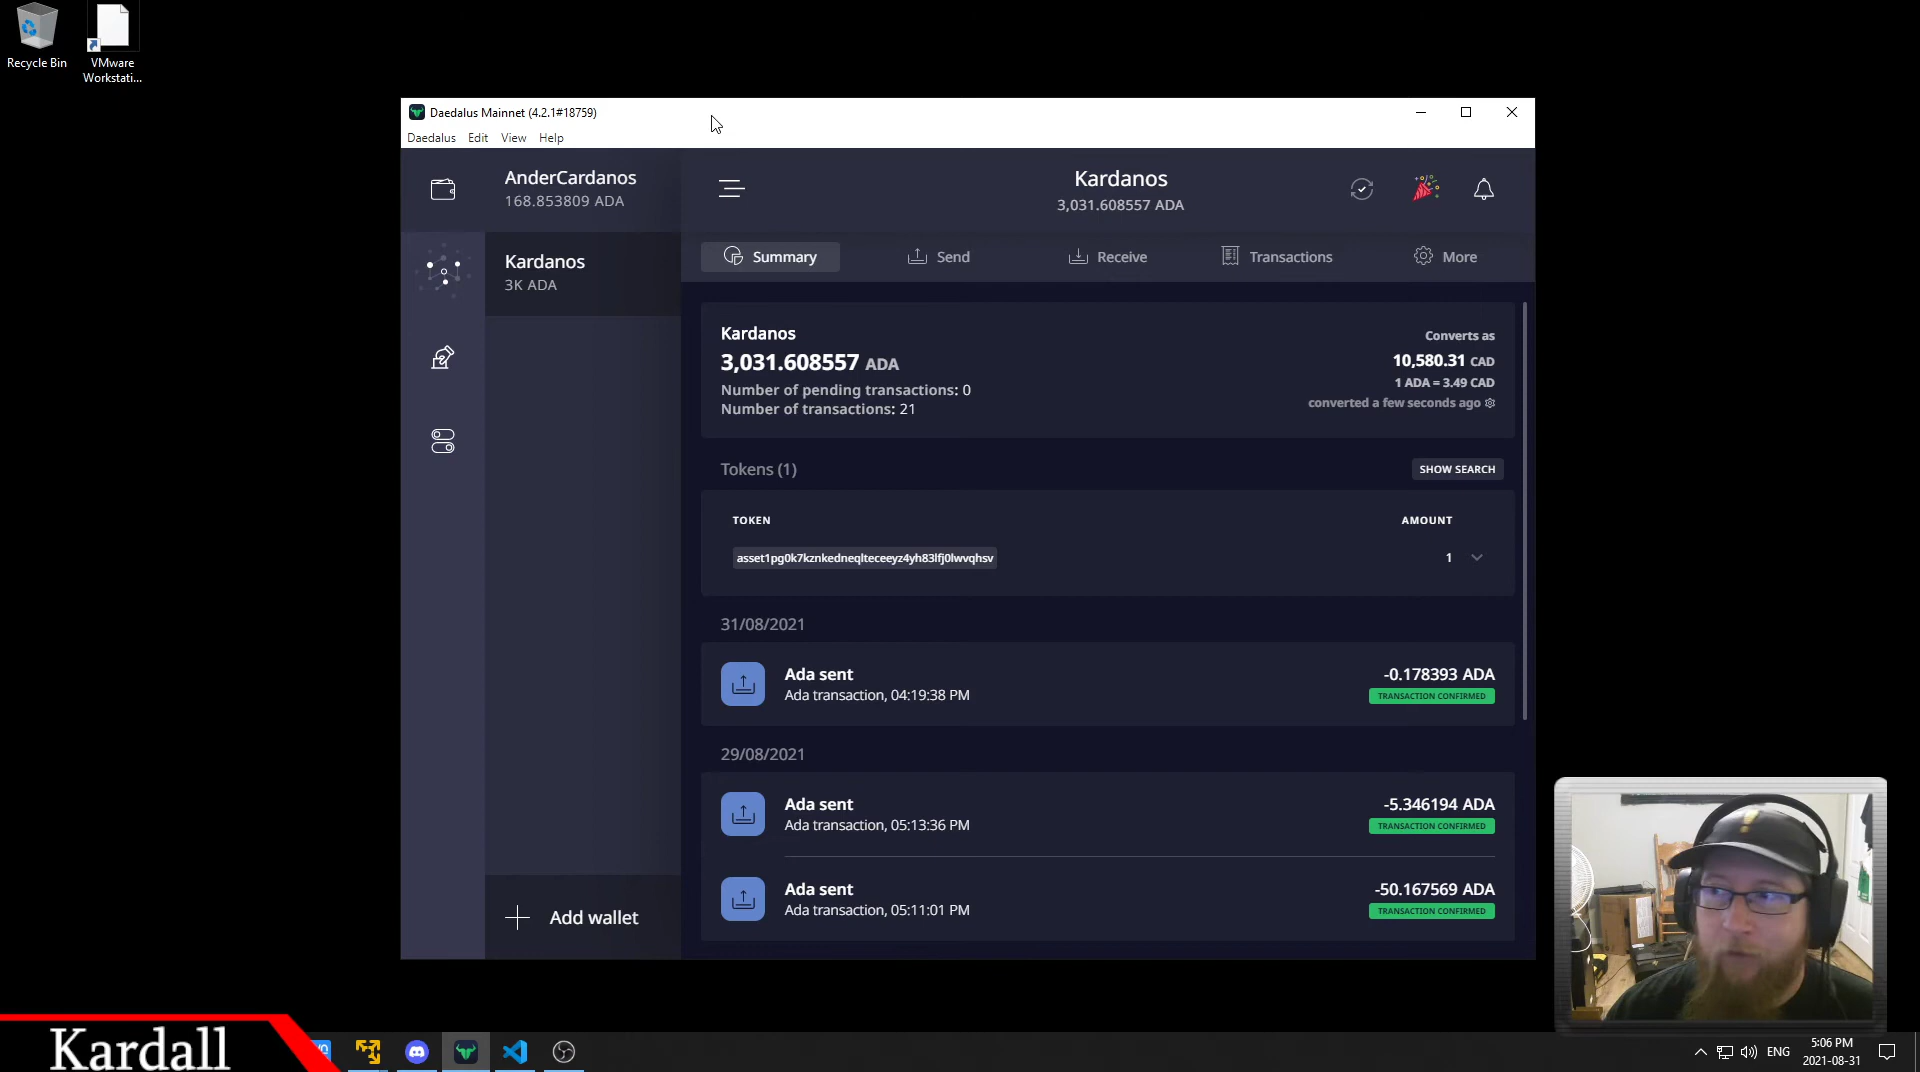 Recycle Bin
VMware
Workstati...
Daedalus Mainnet (4.2.1#18759)
Daedalus Edit View Help
AnderCardanos
168.853809 ADA
Kardanos
3K ADA
Add wallet
Kardanos
3,031.608557 ADA
Summary
Send
Receive
Transactions
More
Kardanos
3,031.608557 ADA
Number of pending transactions: 0
Number of transactions: 21
Converts as
10,580.31 CAD
1 ADA = 3.49 CAD
converted a few seconds ago
Tokens (1)
SHOW SEARCH
TOKEN
AMOUNT
asset1pg0k7kznkedneqlteceeyz4yh83lfj0lwvqhsv
1
31/08/2021
Ada sent
-0.178393 ADA
Ada transaction, 04:19:38 PM
TRANSACTION CONFIRMED
29/08/2021
Ada sent
-5.346194 ADA
Ada transaction, 05:13:36 PM
TRANSACTION CONFIRMED
Ada sent
-50.167569 ADA
Ada transaction, 05:11:01 PM
TRANSACTION CONFIRMED
Kardall
ENG
5:06 PM
2021-08-31